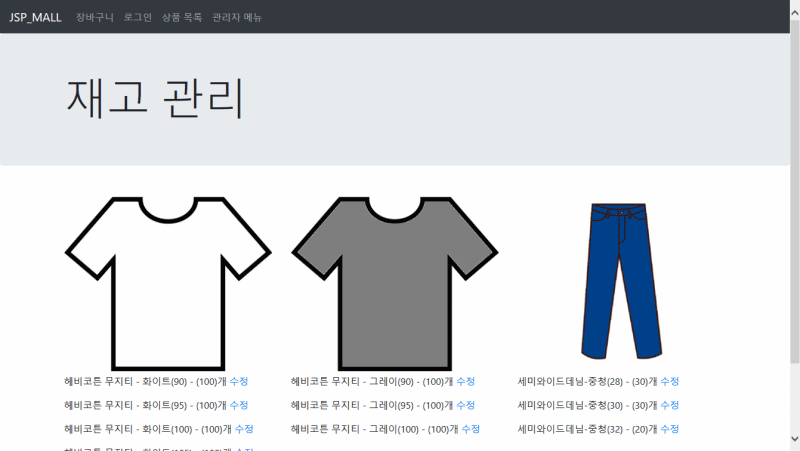 JSP_MALL 장바구니 로그인 상품 목록 관리자 메뉴
재고 관리
헤비코튼 무지티 - 화이트(90) - (100)개 수정
헤비코튼 무지티 - 화이트(95) - (100)개 수정
헤비코튼 무지티 - 화이트(100) - (100)개 수정
헤비코튼 무지티 - 그레이(90) - (100)개 수정
헤비코튼 무지티 - 그레이(95) - (100)개 수정
헤비코튼 무지티 - 그레이(100) - (100)개 수정
세미와이드데님-중청(28) - (30)개 수정
세미와이드데님-중청(30) - (30)개 수정
세미와이드데님-중청(32) - (20)개 수정